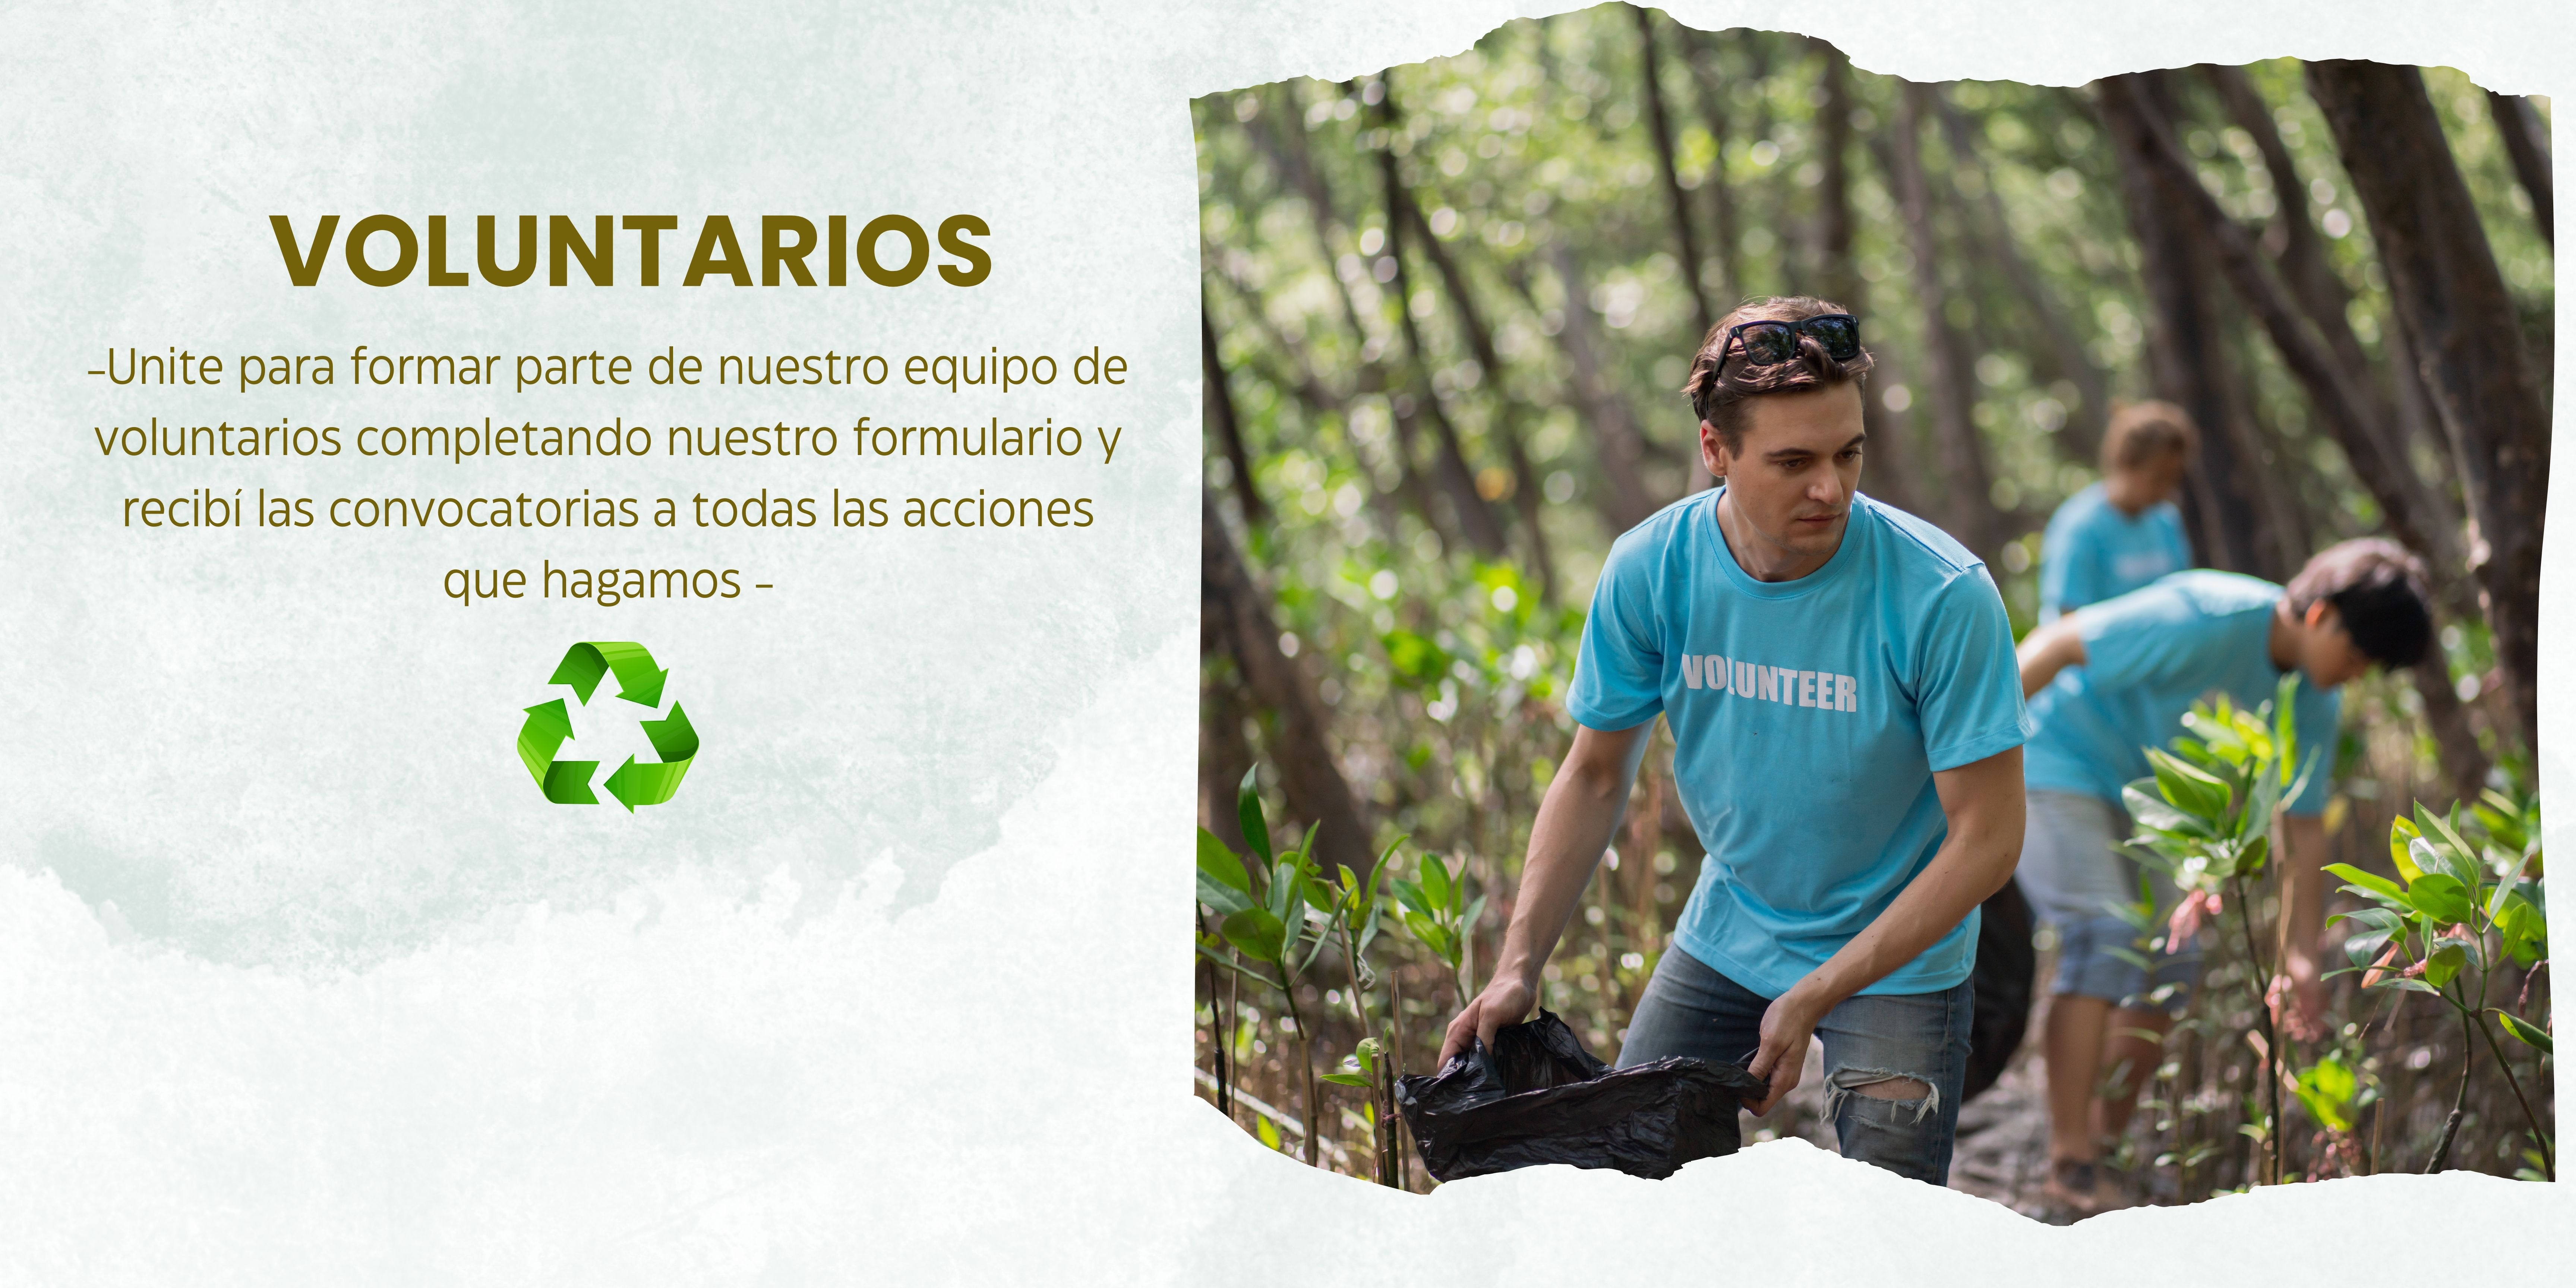 VOLUNTARIOS
–Unite para formar parte de nuestro equipo de
voluntarios completando nuestro formulario y
recibí las convocatorias a todas las acciones
que hagamos –
VOLUNTEER